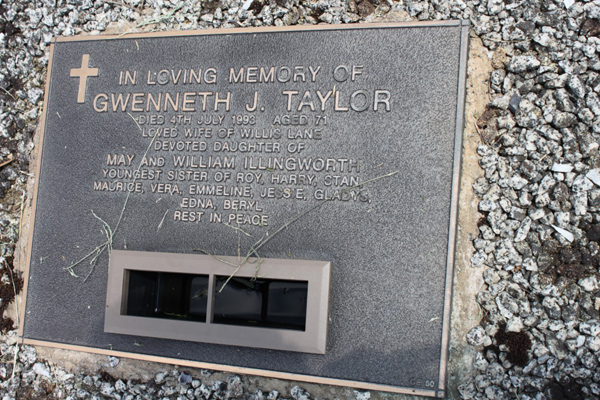 IN LOVING MEMORY OF
GWENNETH J. TAYLOR
DIED 4TH JULY 1993 AGED 71
LOVED WIFE OF WILLIS LANE
DEVOTED DAUGHTER OF
MAY AND WILLIAM ILLINGWORTH
YOUNGEST SISTER OF ROY, HARRY, STAN,
MAURICE, VERA, EMMELINE, JESSIE, GLADYS,
EDNA, BERYL
REST IN PEACE